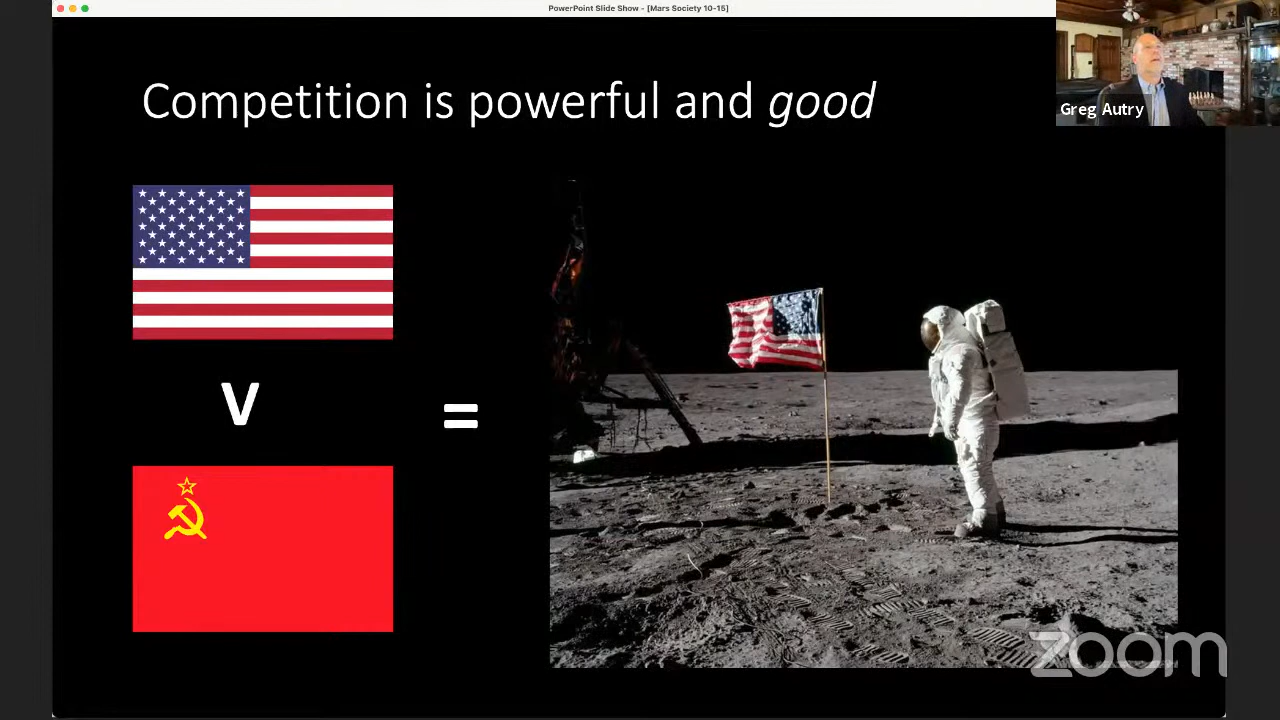 PowerPoint Slide Show - [Mars Society 10-15]
Competition is powerful and good
Greg Autry
V
=
zoom